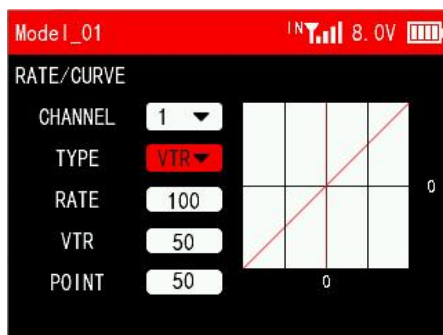 Model_01 IN 8.0V
RATE/CURVE
CHANNEL 1
TYPE VTR
RATE 100
0
VTR 50
POINT 50
0